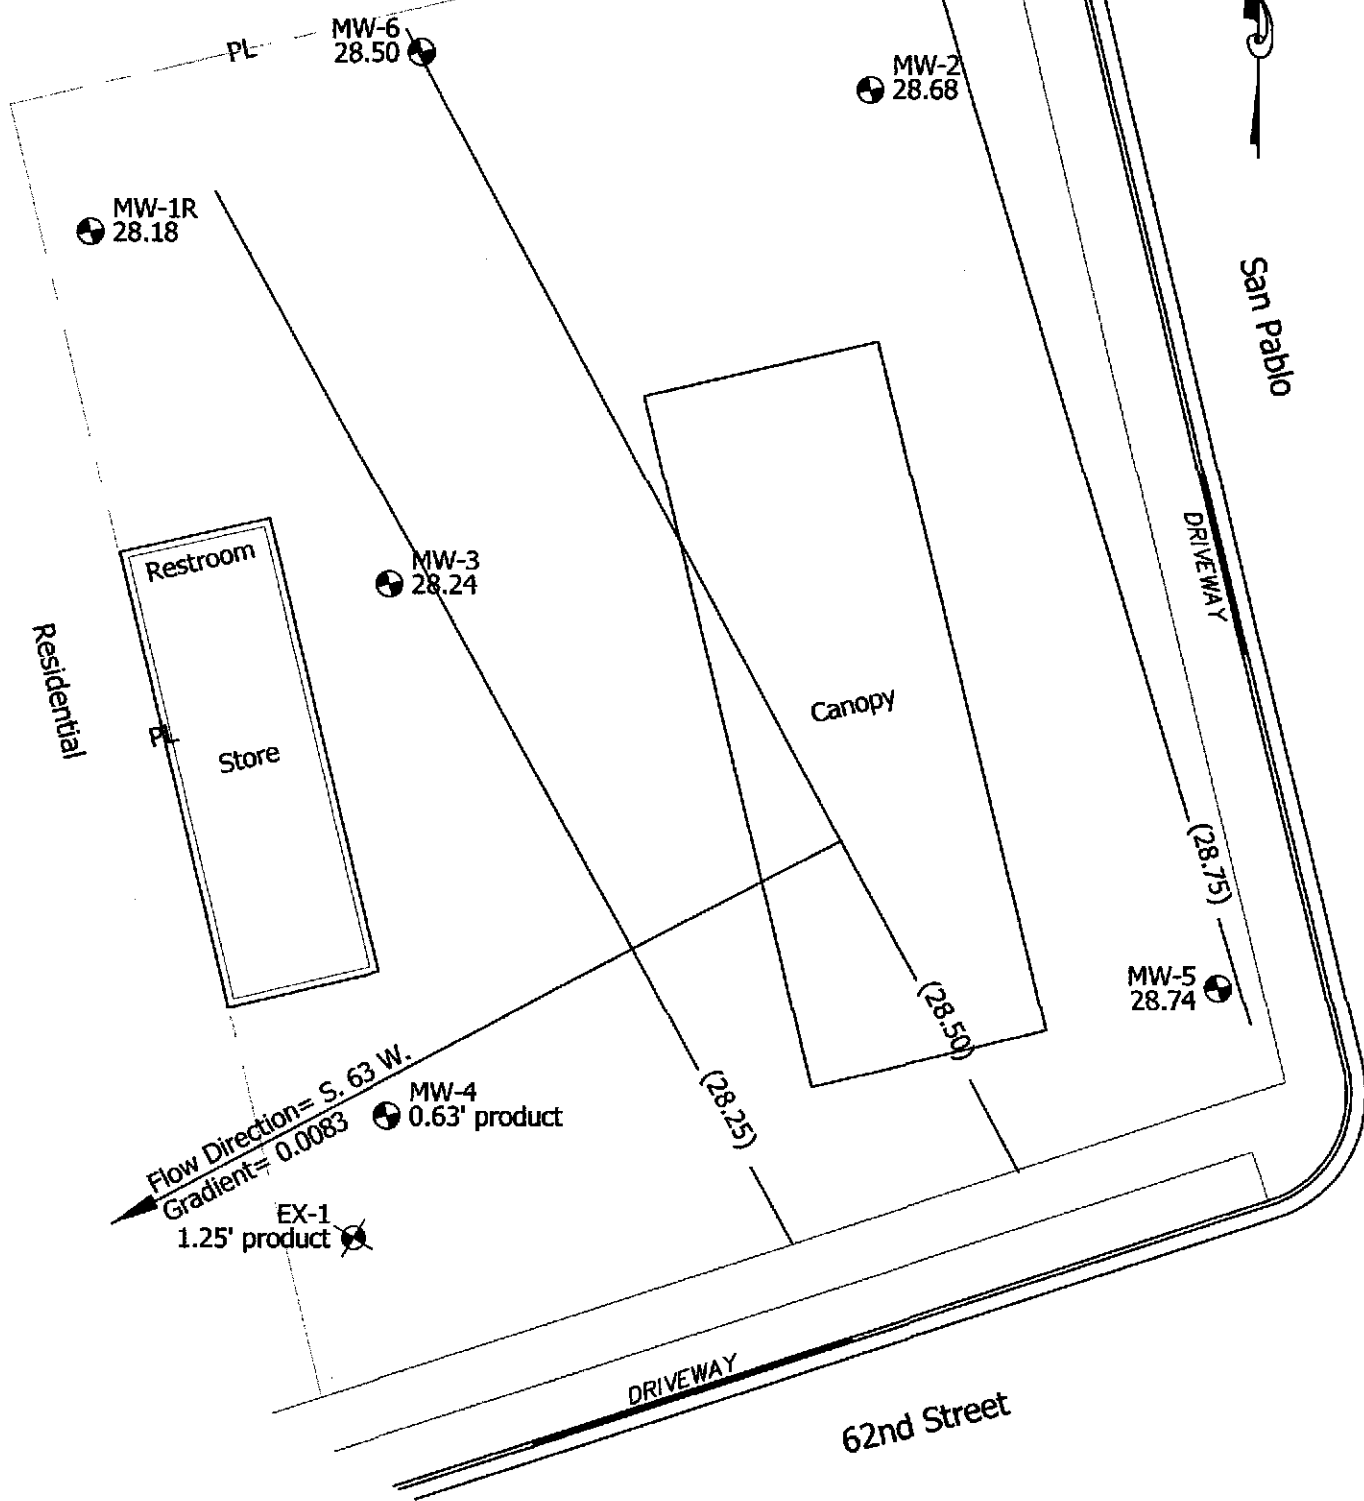 MW-6
28.50
PL
MW-2
28.68
MW-1R
28.18
San Pablo
DRIVEWAY
Restroom
MW-3
28.24
Residential
PL
Store
Canopy
(28.75)
MW-5
28.74
(28.50)
(28.25)
Flow Direction= S. 63 W.
Gradient= 0.0083
MW-4
0.63' product
EX-1
1.25' product
DRIVEWAY
62nd Street